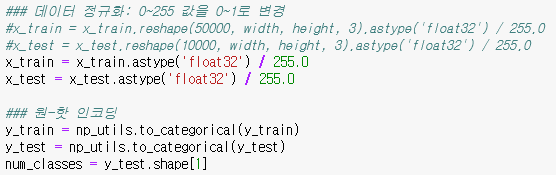 ### 데이터 정규화: 0~255 값을 0~1로 변경
#x_train = x_train.reshape(50000, width, height, 3).astype('float32') / 255.0
#x_test = x_test.reshape(10000, width, height, 3).astype('float32') / 255.0
x_train = x_train.astype('float32') / 255.0
x_test = x_test.astype('float32') / 255.0
### 원-핫 인코딩
y_train = np_utils.to_categorical(y_train)
y_test = np_utils.to_categorical(y_test)
num_classes = y_test.shape[1]